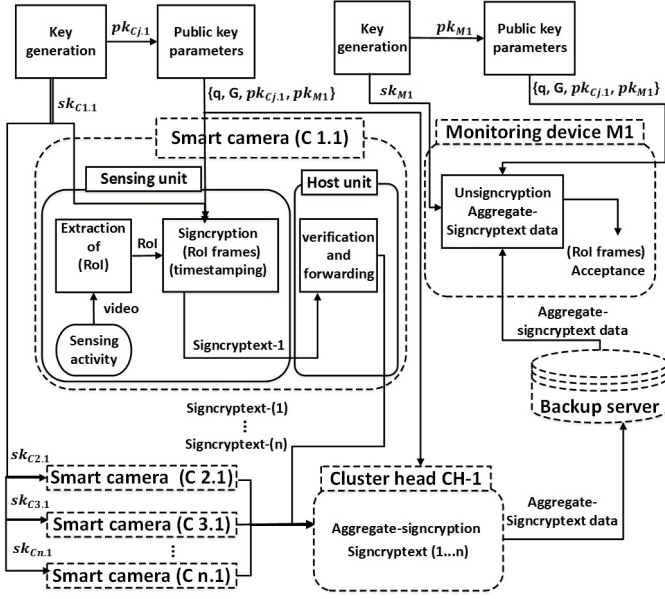 Key
generation
pk_{Cj.1}
Public key
parameters
Key
generation
pk_{M1}
Public key
parameters
sk_{C1.1}
{q, G, pk_{Cj.1}, pk_{M1}}
sk_{M1}
{q, G, pk_{Cj.1}, pk_{M1}}
Smart camera (C 1.1)
Monitoring device M1
Sensing unit
Host unit
Extraction
of
(RoI)
RoI
Signcryption
(RoI frames)
(timestamping)
verification
and
forwarding
Unsigncryption
Aggregate-
Signcryptext data
(RoI frames)
Acceptance
video
Sensing
activity
Signcryptext-1
Aggregate-
signcryptext data
Backup server
Signcryptext-(1)
⋮
Signcryptext-(n)
sk_{C2.1}
Smart camera (C 2.1)
sk_{C3.1}
Smart camera (C 3.1)
⋮
sk_{Cn.1}
Smart camera (C n.1)
Cluster head CH-1
Aggregate-signcryption
Signcryptext (1...n)
Aggregate-
Signcryptext data